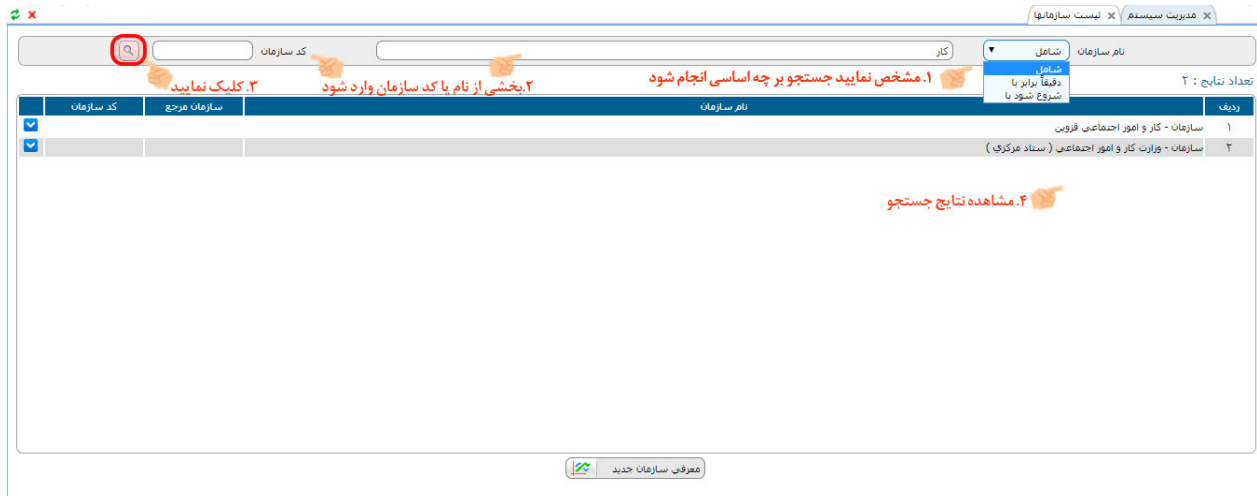 مدیریت سیستم
لیست سازمانها
نام سازمان
شامل
کار
کد سازمان
شامل
دقیقاً برابر با
شروع شود با
۱. مشخص نمایید جستجو بر چه اساسی انجام شود
۲.بخشی از نام یا کد سازمان وارد شود
۳. کلیک نمایید
تعداد نتایج : ۲
ردیف نام سازمان سازمان مرجع کد سازمان
۱ سازمان - کار و امور اجتماعی قزوین
۲ سازمان - وزارت کار و امور اجتماعي ( ستاد مرکزي )
۴. مشاهده نتایج جستجو
معرفی سازمان جدید